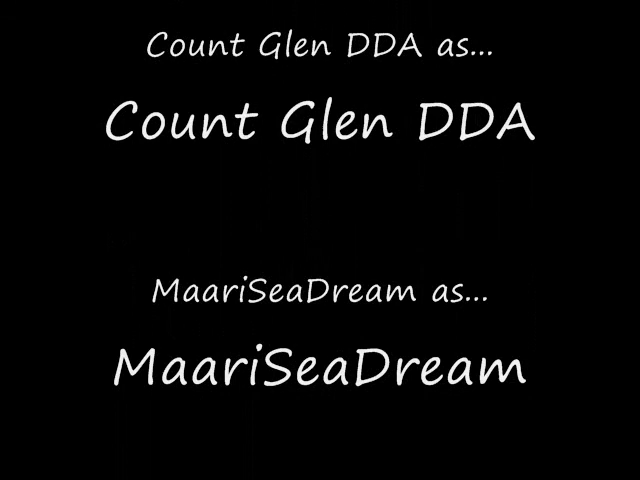 Count Glen DDA as...
Count Glen DDA
MaariSeaDream as...
MaariSeaDream